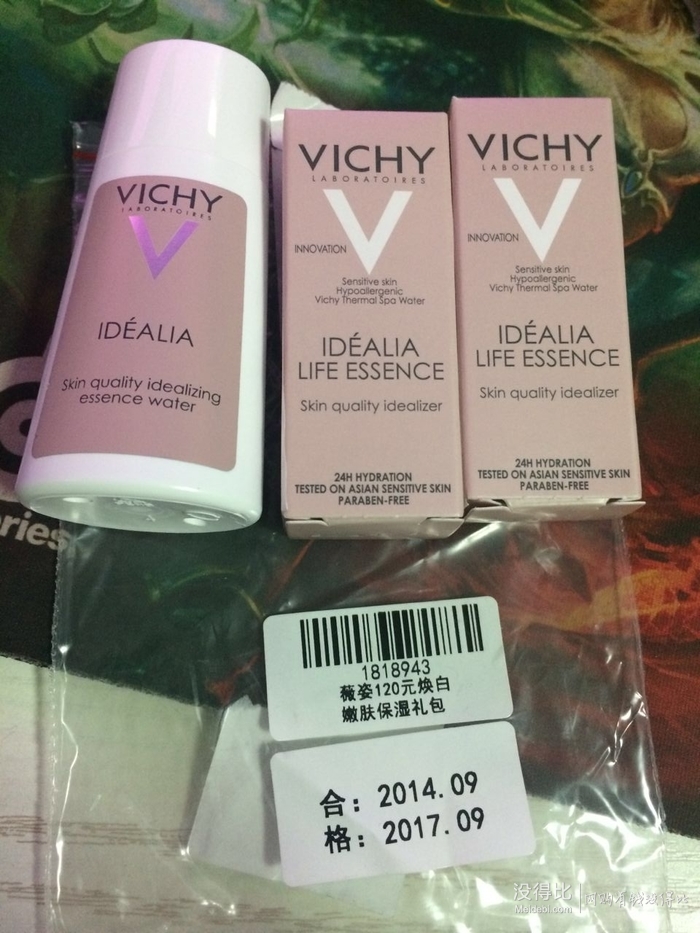 VICHY
LABORATOIRES
IDÉALIA
Skin quality idealizing
essence water
VICHY
LABORATOIRES
INNOVATION
Sensitive skin
Hypoallergenic
Vichy Thermal Spa Water
IDÉALIA
LIFE ESSENCE
Skin quality idealizer
24H HYDRATION
TESTED ON ASIAN SENSITIVE SKIN
PARABEN-FREE
VICHY
LABORATOIRES
INNOVATION
Sensitive skin
Hypoallergenic
Vichy Thermal Spa Water
IDÉALIA
LIFE ESSENCE
Skin quality idealizer
24H HYDRATION
TESTED ON ASIAN SENSITIVE SKIN
PARABEN-FREE
ries
1818943
薇姿120元焕白
嫩肤保湿礼包
合：2014.09
格：2017.09
没得比
Meidebi.com